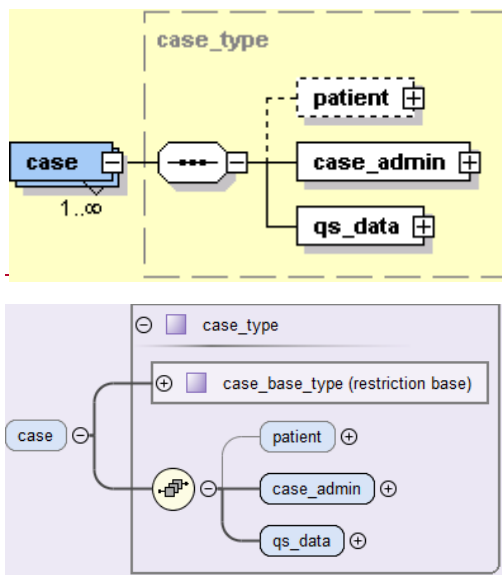 case_type
patient
case
case_admin
1..∞
qs_data
case_type
case_base_type (restriction base)
case
patient
case_admin
qs_data